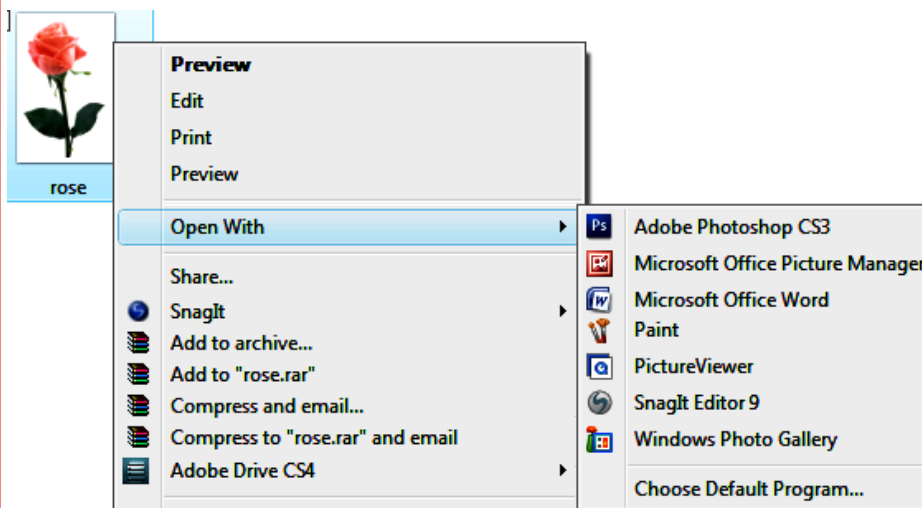 ]
rose
Preview
Edit
Print
Preview
Open With
Share...
SnagIt
Add to archive...
Add to "rose.rar"
Compress and email...
Compress to "rose.rar" and email
Adobe Drive CS4
Ps Adobe Photoshop CS3
Microsoft Office Picture Manager
Microsoft Office Word
Paint
PictureViewer
SnagIt Editor 9
Windows Photo Gallery
Choose Default Program...